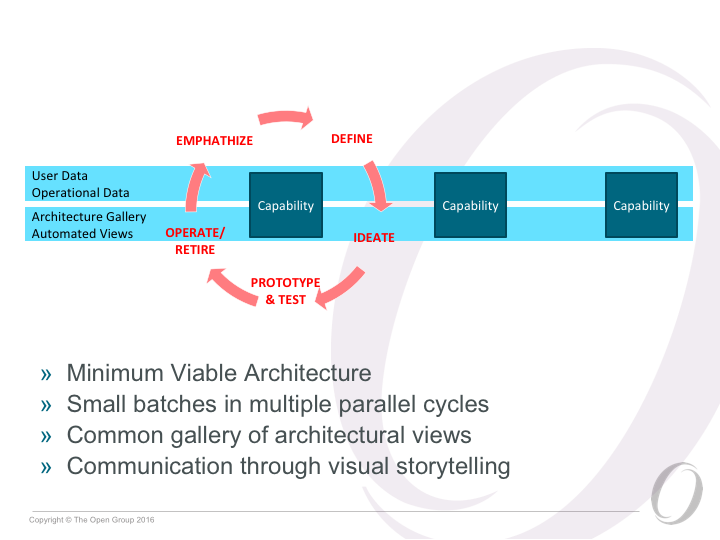 EMPHATHIZE
DEFINE
User Data
Operational Data
Architecture Gallery
Automated Views
Capability
Capability
Capability
OPERATE/
RETIRE
IDEATE
PROTOTYPE
& TEST
» Minimum Viable Architecture
» Small batches in multiple parallel cycles
» Common gallery of architectural views
» Communication through visual storytelling
Copyright © The Open Group 2016